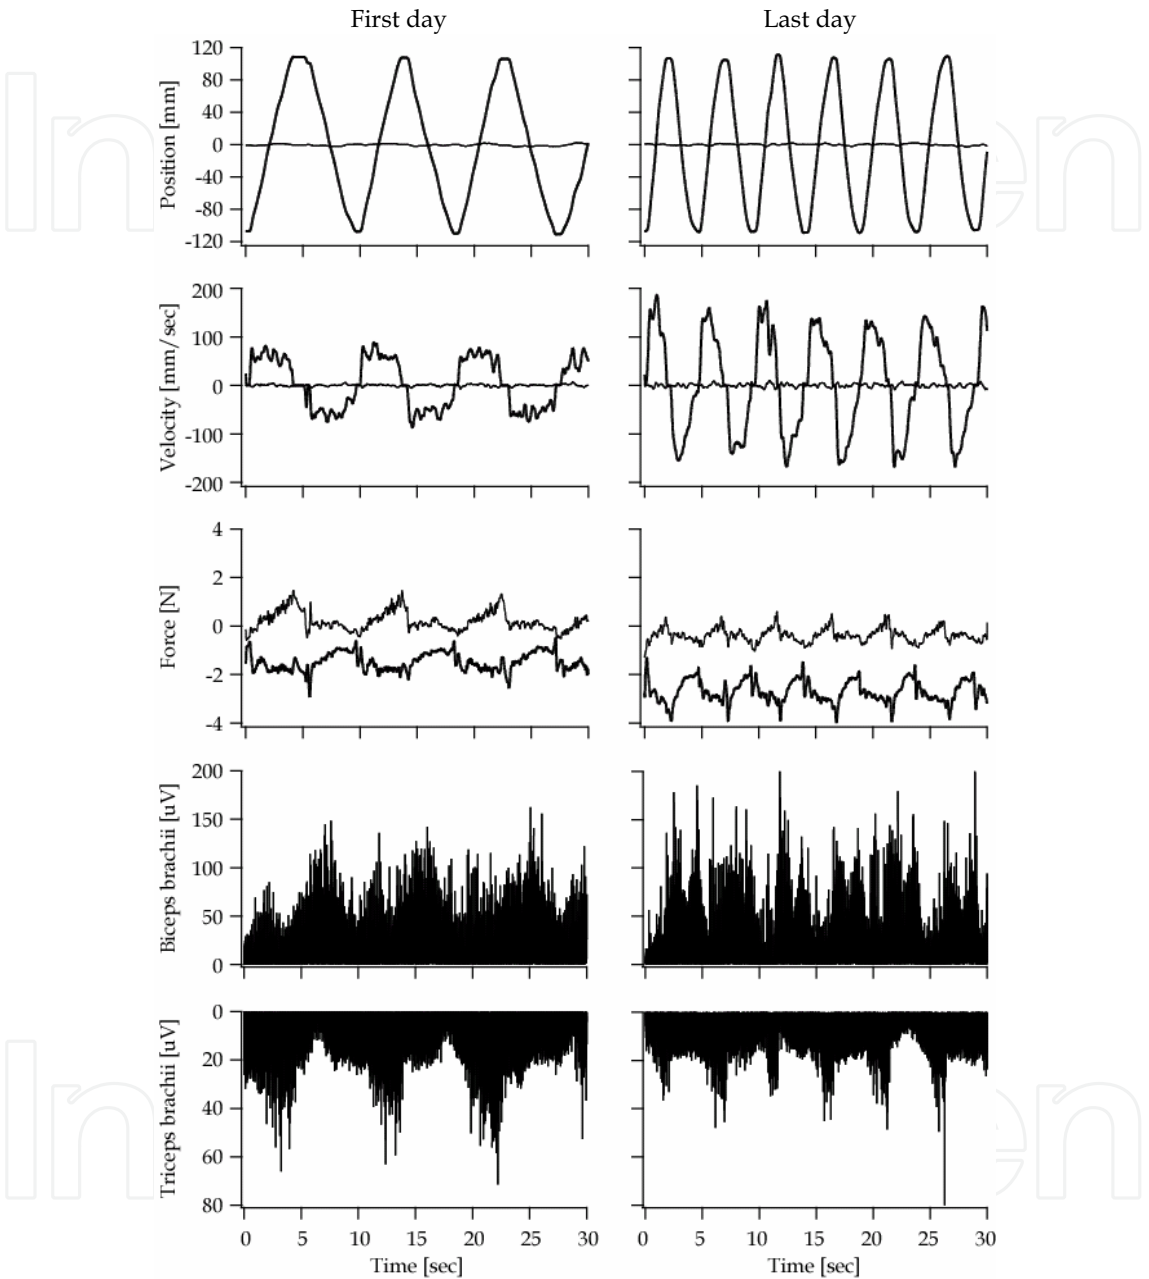 First day
Last day
Position [mm]
120
80
40
0
-40
-80
-120
Velocity [mm/sec]
200
100
0
-100
-200
Force [N]
4
2
0
-2
-4
Biceps brachii [uV]
200
150
100
50
0
Triceps brachii [uV]
0
20
40
60
80
0 5 10 15 20 25 30
0 5 10 15 20 25 30
Time [sec]
Time [sec]